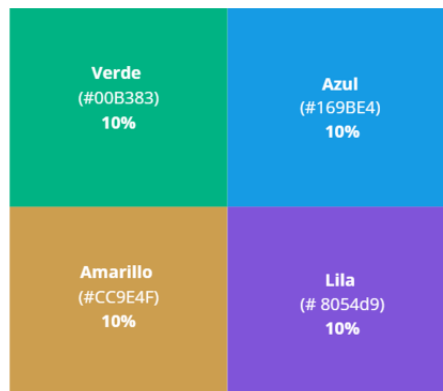 Verde
(#00B383)
10%
Azul
(#169BE4)
10%
Amarillo
(#CC9E4F)
10%
Lila
(# 8054d9)
10%